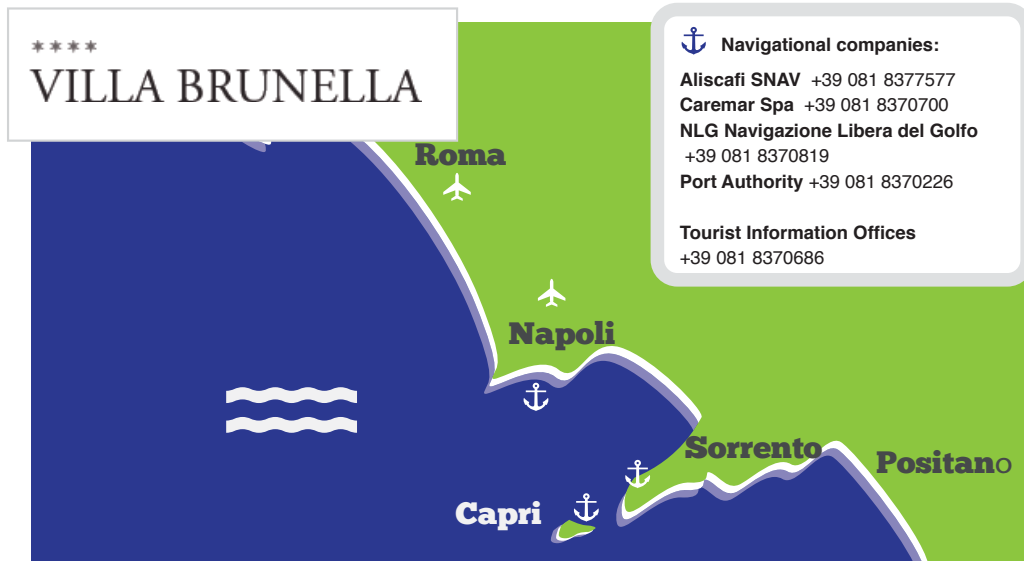 ****
VILLA BRUNELLA
Navigational companies:
Aliscafi SNAV +39 081 8377577
Caremar Spa +39 081 8370700
NLG Navigazione Libera del Golfo
+39 081 8370819
Port Authority +39 081 8370226
Tourist Information Offices
+39 081 8370686
Roma
Napoli
Sorrento
Positano
Capri